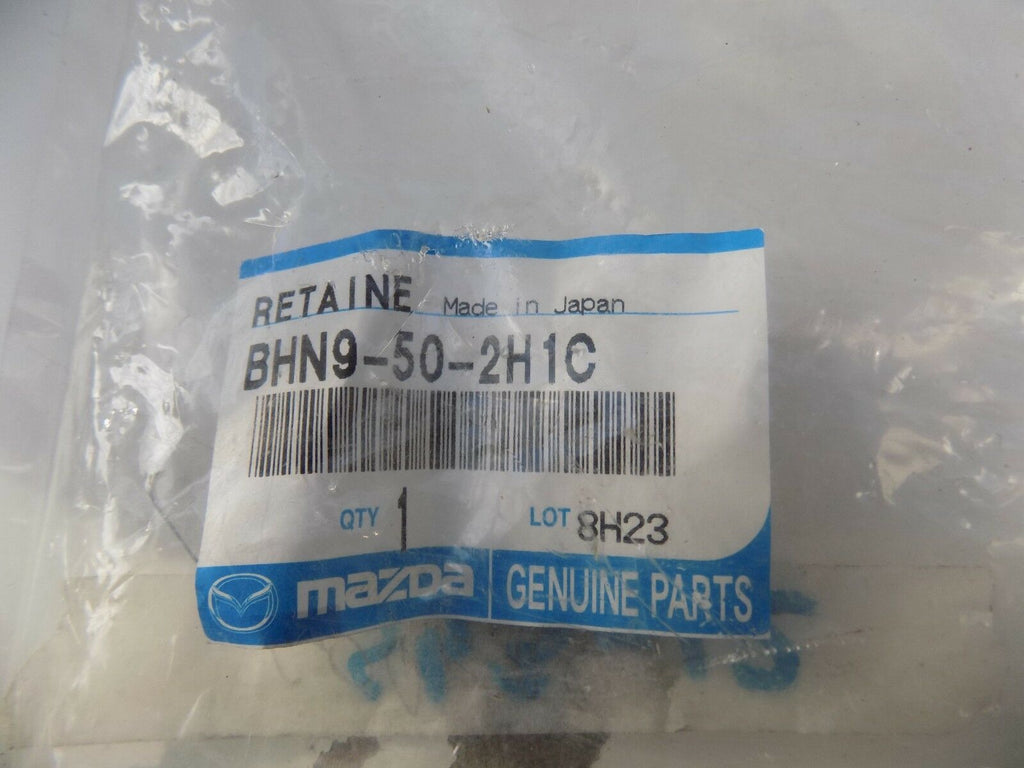 RETAINE Made in Japan
BHN9-50-2H1C
QTY 1 LOT 8H23
mazda GENUINE PARTS